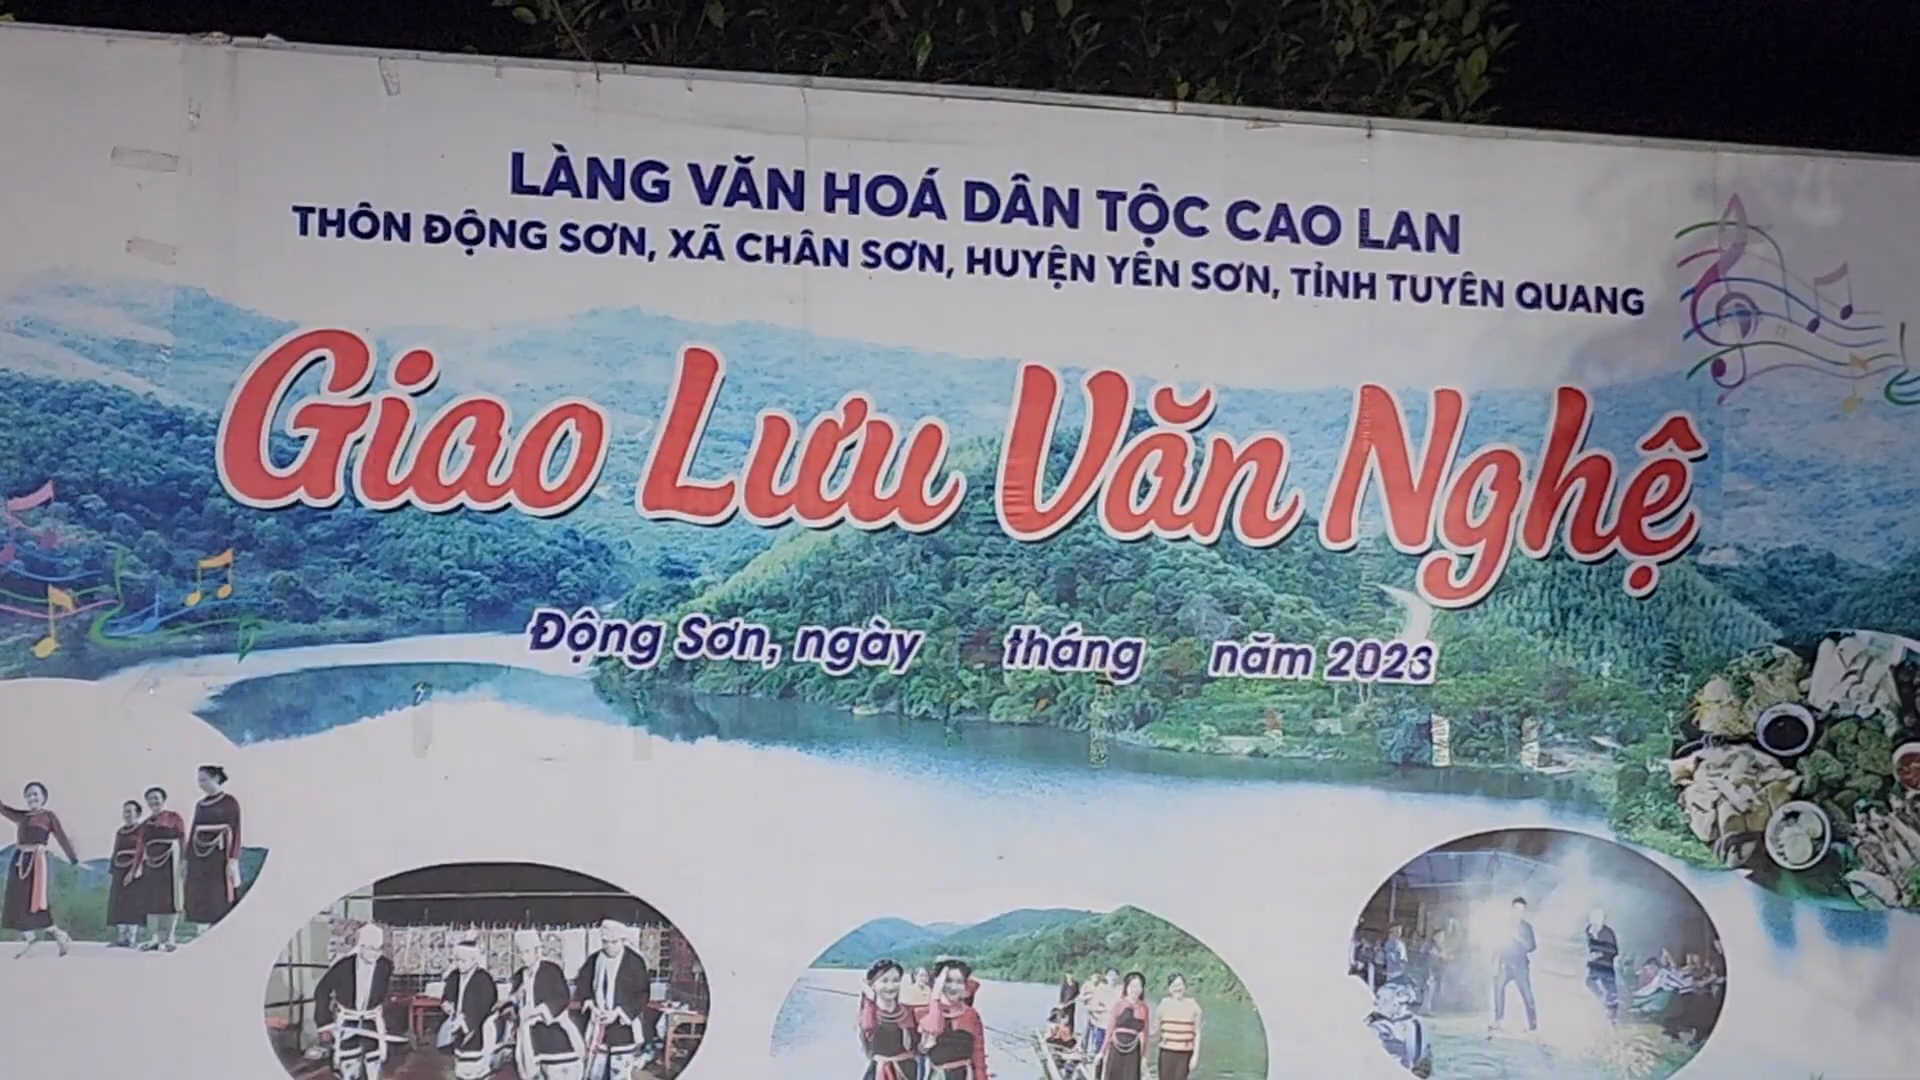 LÀNG VĂN HOÁ DÂN TỘC CAO LAN
THÔN ĐỘNG SƠN, XÃ CHÂN SƠN, HUYỆN YÊN SƠN, TỈNH TUYÊN QUANG
Giao Lưu Văn Nghệ
Động Sơn, ngày tháng năm 2023